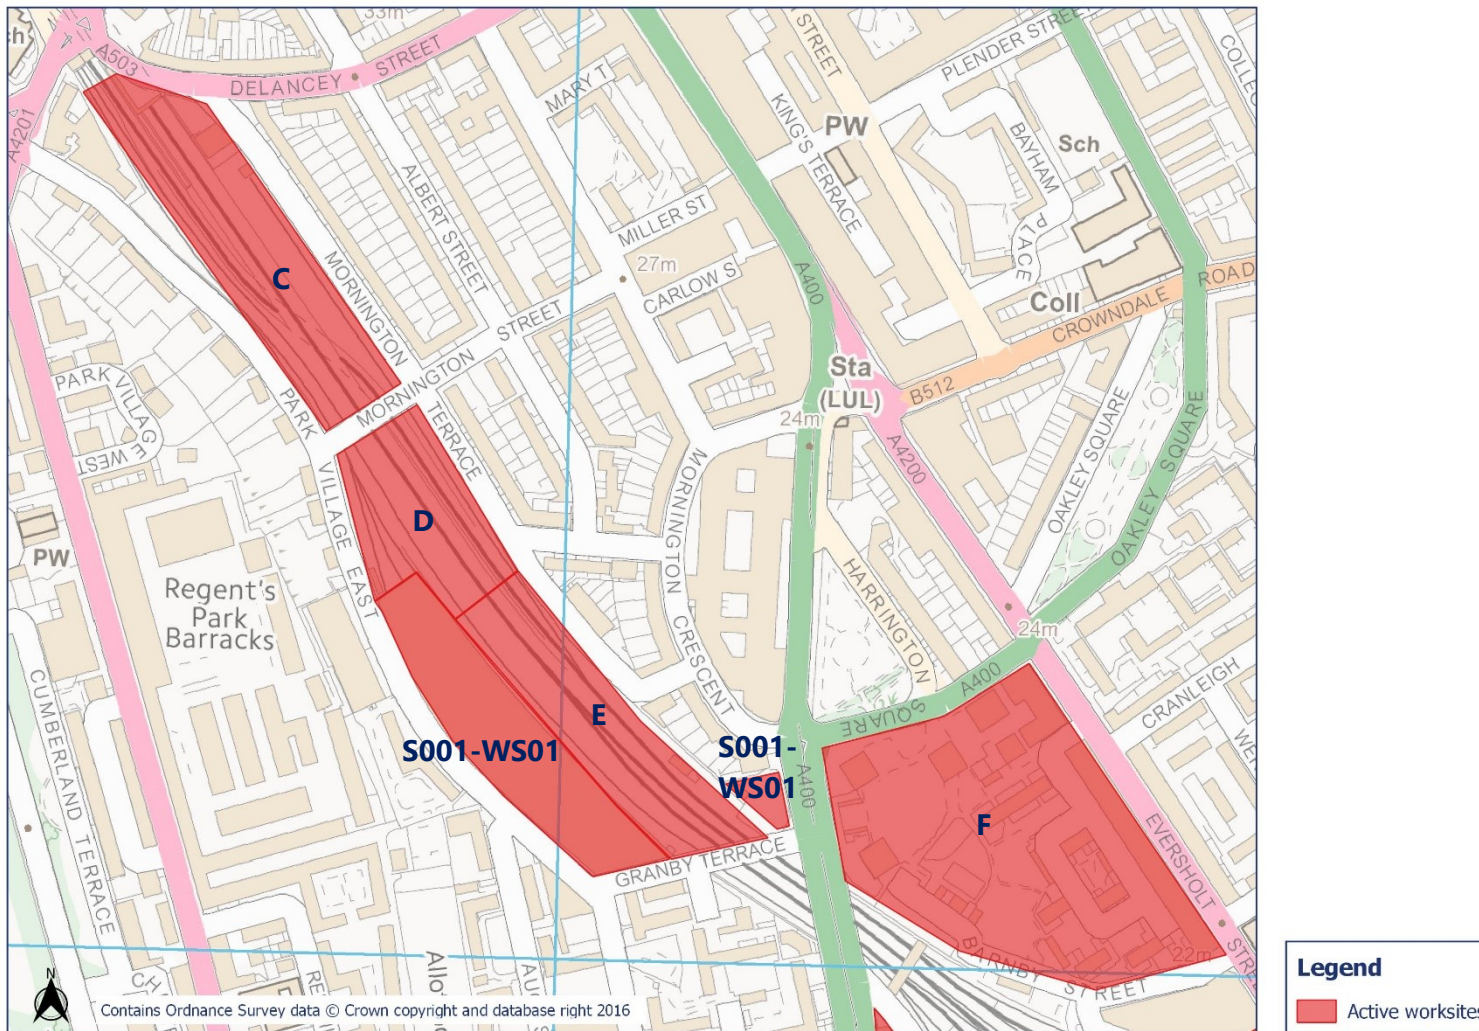 33m
A503
DELANCEY STREET
A4201
MARY T
STREET
PLENDER STREE
KING'S TERRACE
PW
BAYHAM PLACE
Sch
ALBERT STREET
MILLER ST
27m
CARLOW S
A400
Coll
CROWNDALE ROAD
C
MORNINGTON TERRACE
MORNINGTON STREET
PARK VILLAGE WEST
PARK VILLAGE EAST
Sta
(LUL)
24m
B512
A4200
OAKLEY SQUARE
OAKLEY SQUARE
D
PW
Regent's
Park
Barracks
MORNINGTON CRESCENT
HARRINGTON SQUARE
24m
A400
CRANLEIGH
CUMBERLAND TERRACE
E
S001-WS01
S001-
WS01
A400
F
EVERSHOLT STREE
GRANBY TERRACE
BARNBY STREET
22m
N
Contains Ordnance Survey data © Crown copyright and database right 2016
Legend
Active worksite